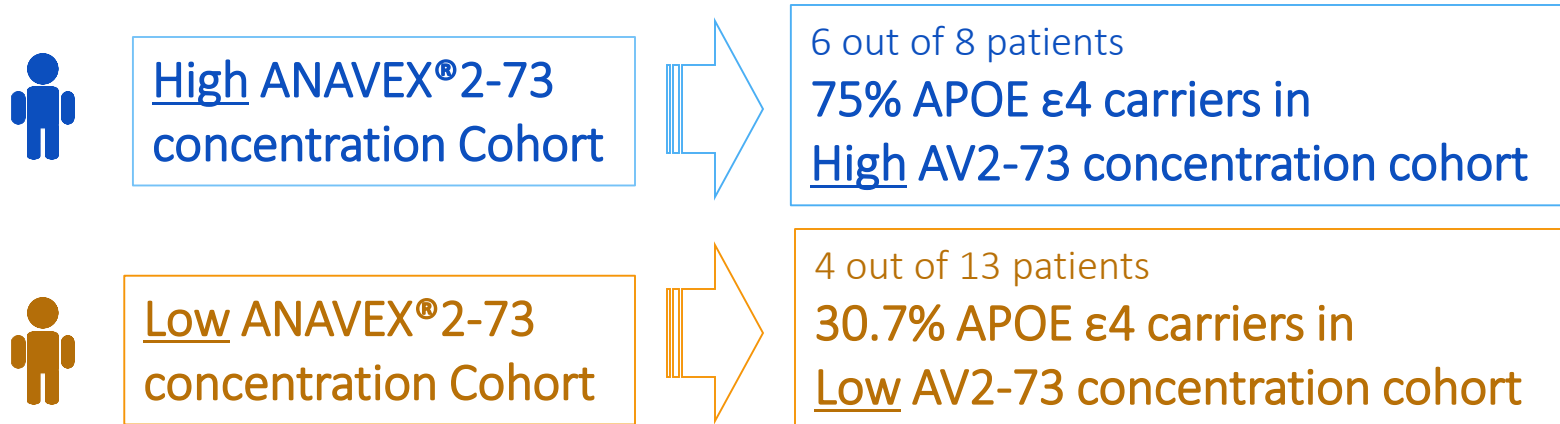 High ANAVEX®2-73
concentration Cohort
6 out of 8 patients
75% APOE ε4 carriers in
High AV2-73 concentration cohort
Low ANAVEX®2-73
concentration Cohort
4 out of 13 patients
30.7% APOE ε4 carriers in
Low AV2-73 concentration cohort